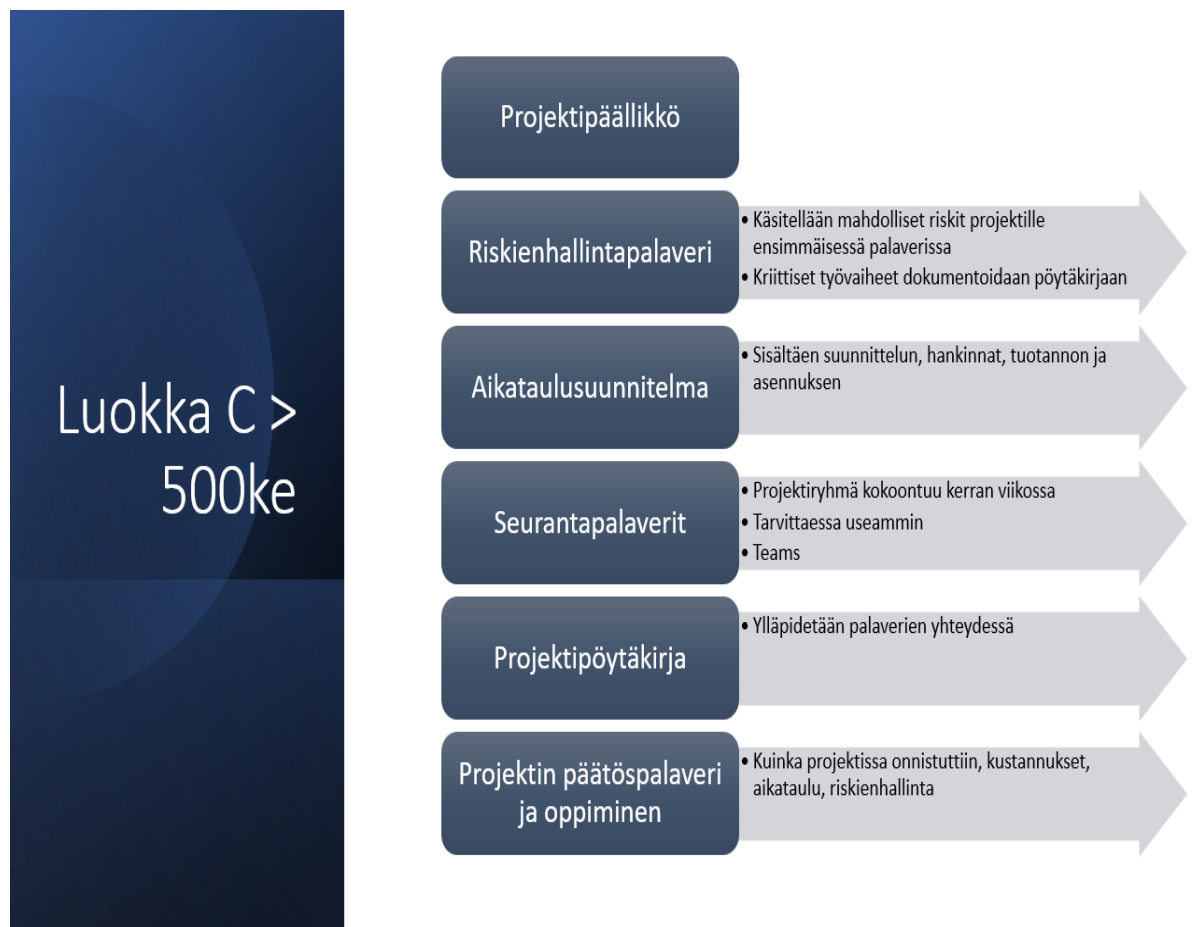 Luokka C >
500ke
Projektipäällikkö
Riskienhallintapalaveri
• Käsitellään mahdolliset riskit projektille
ensimmäisessä palaverissa
• Kriittiset työvaiheet dokumentoidaan pöytäkirjaan
Aikataulusuunnitelma
• Sisältäen suunnittelun, hankinnat, tuotannon ja
asennuksen
Seurantapalaverit
• Projektiryhmä kokoontuu kerran viikossa
• Tarvittaessa useammin
• Teams
Projektipöytäkirja
• Ylläpidetään palaverien yhteydessä
Projektin päätöspalaveri
ja oppiminen
• Kuinka projektissa onnistuttiin, kustannukset,
aikataulu, riskienhallinta